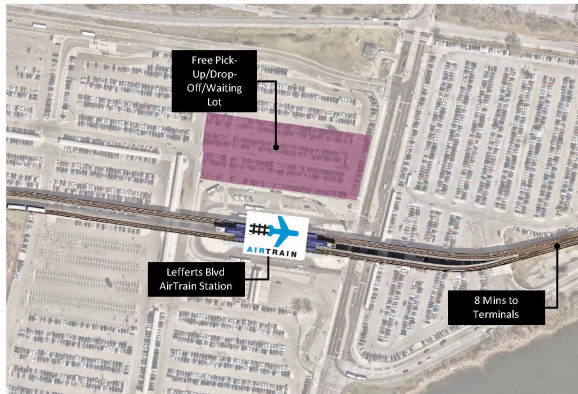 Free Pick-
Up/Drop-
Off/Waiting
Lot
AIRTRAIN
Lefferts Blvd
AirTrain Station
8 Mins to
Terminals